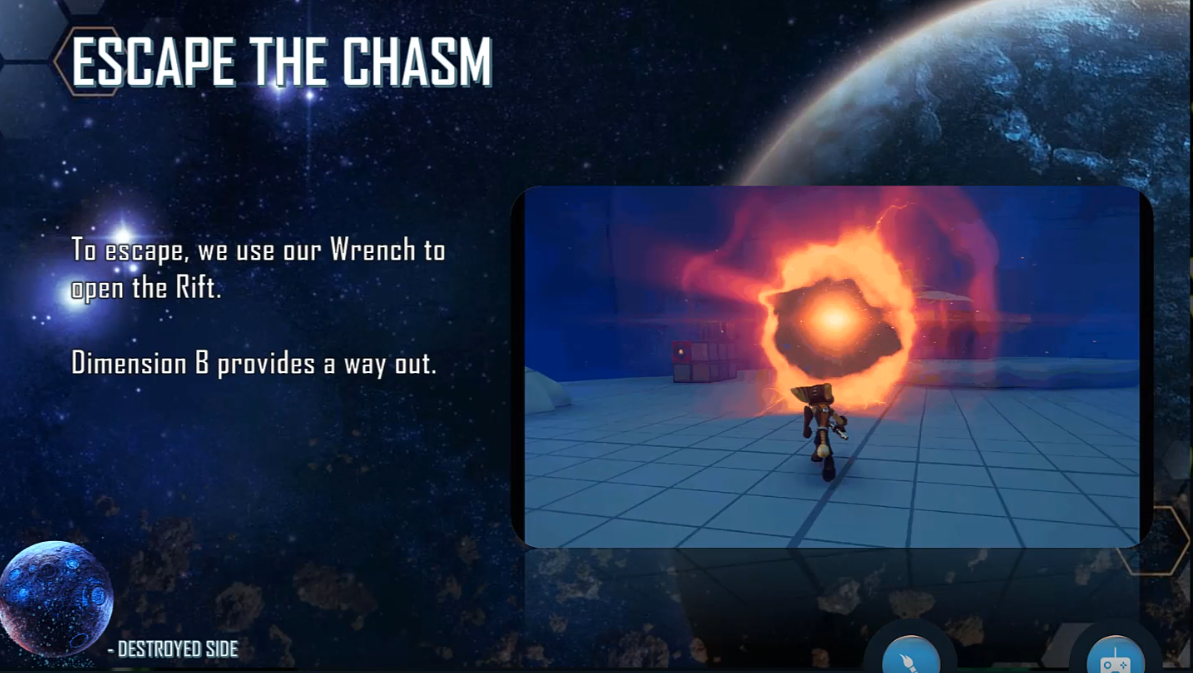 ESCAPE THE CHASM
To escape, we use our Wrench to
open the Rift.
Dimension B provides a way out.
- DESTROYED SIDE